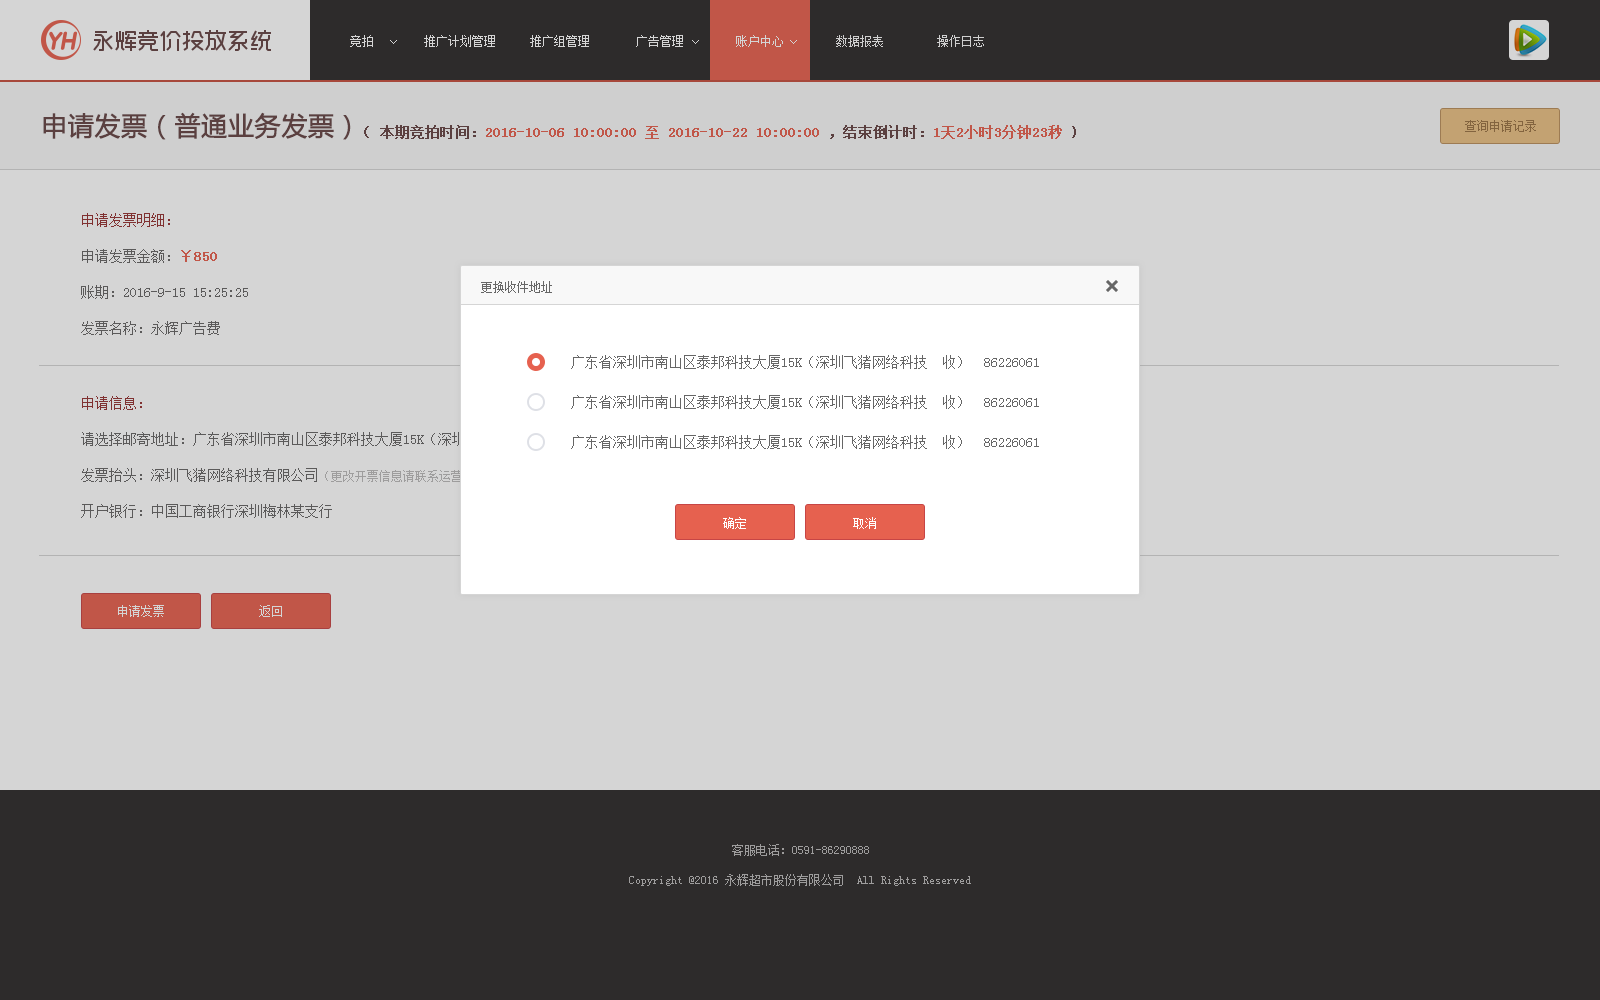 YH 永辉竞价投放系统
竞拍 推广计划管理 推广组管理 广告管理 账户中心 数据报表 操作日志
申请发票（普通业务发票）（ 本期竞拍时间：2016-10-06 10:00:00 至 2016-10-22 10:00:00 ，结束倒计时：1天2小时3分钟23秒 ）
查询申请记录
申请发票明细：
申请发票金额：￥850
账期：2016-9-15 15:25:25
发票名称：永辉广告费
申请信息：
请选择邮寄地址：广东省深圳市南山区泰邦科技大厦15K（深圳
发票抬头：深圳飞猪网络科技有限公司（更改开票信息请联系运营
开户银行：中国工商银行深圳梅林某支行
申请发票 返回
更换收件地址
广东省深圳市南山区泰邦科技大厦15K（深圳飞猪网络科技 收） 86226061
广东省深圳市南山区泰邦科技大厦15K（深圳飞猪网络科技 收） 86226061
广东省深圳市南山区泰邦科技大厦15K（深圳飞猪网络科技 收） 86226061
确定 取消
客服电话：0591-86290888
Copyright @2016 永辉超市股份有限公司 All Rights Reserved